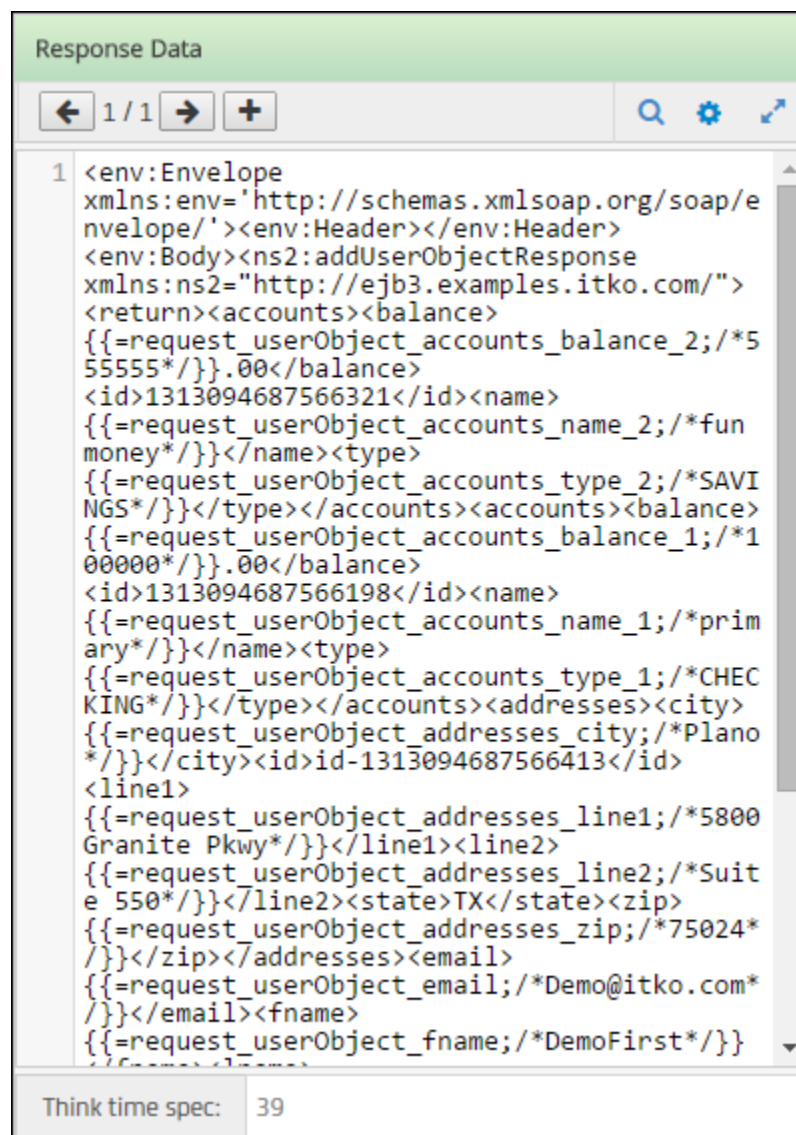 Response Data
1 / 1
1 <env:Envelope
xmlns:env='http://schemas.xmlsoap.org/soap/e
nvelope/'><env:Header></env:Header>
<env:Body><ns2:addUserObjectResponse
xmlns:ns2="http://ejb3.examples.itko.com/">
<return><accounts><balance>
{{=request_userObject_accounts_balance_2;/*5
55555*/}}.00</balance>
<id>1313094687566321</id><name>
{{=request_userObject_accounts_name_2;/*fun
money*/}}</name><type>
{{=request_userObject_accounts_type_2;/*SAVI
NGS*/}}</type></accounts><accounts><balance>
{{=request_userObject_accounts_balance_1;/*1
00000*/}}.00</balance>
<id>1313094687566198</id><name>
{{=request_userObject_accounts_name_1;/*prim
ary*/}}</name><type>
{{=request_userObject_accounts_type_1;/*CHEC
KING*/}}</type></accounts><addresses><city>
{{=request_userObject_addresses_city;/*Plano
*/}}</city><id>id-1313094687566413</id>
<line1>
{{=request_userObject_addresses_line1;/*5800
Granite Pkwy*/}}</line1><line2>
{{=request_userObject_addresses_line2;/*Suit
e 550*/}}</line2><state>TX</state><zip>
{{=request_userObject_addresses_zip;/*75024*
/}}</zip></addresses><email>
{{=request_userObject_email;/*Demo@itko.com*
/}}</email><fname>
{{=request_userObject_fname;/*DemoFirst*/}}
Think time spec: 39